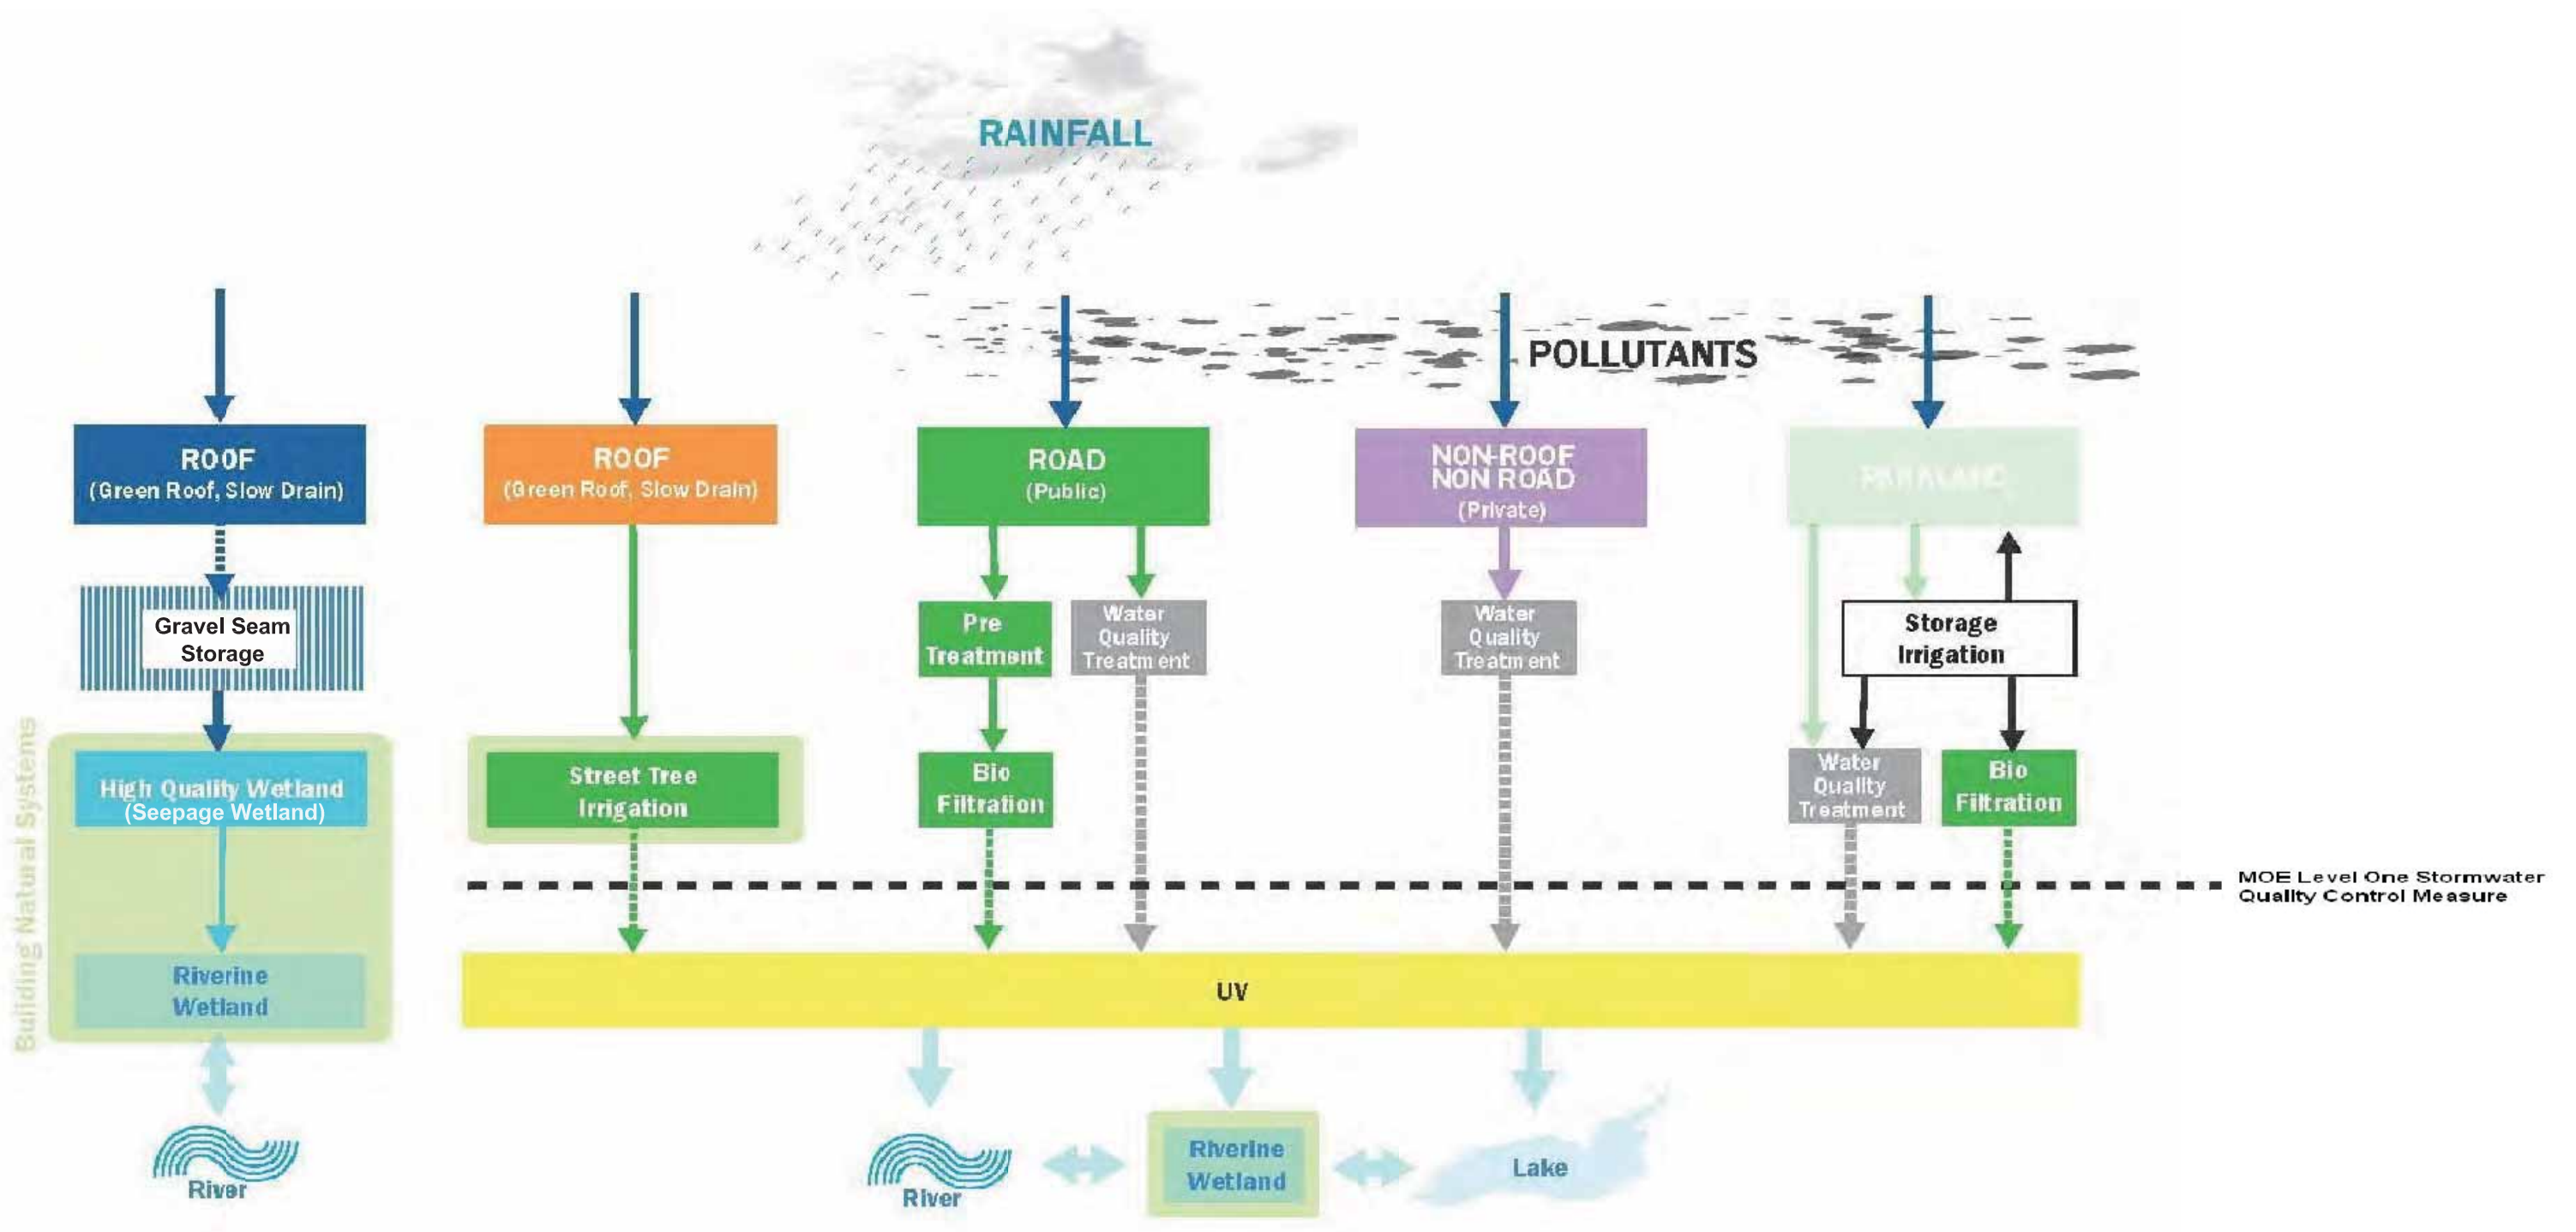 RAINFALL
POLLUTANTS
ROOF
(Green Roof, Slow Drain)
ROOF
(Green Roof, Slow Drain)
ROAD
(Public)
NON-ROOF
NON ROAD
(Private)
PARKLAND
Gravel Seam
Storage
Pre
Treatment
Water
Quality
Treatment
Water
Quality
Treatment
Storage
Irrigation
Building Natural Systems
High Quality Wetland
(Seepage Wetland)
Street Tree
Irrigation
Bio
Filtration
Water
Quality
Treatment
Bio
Filtration
MOE Level One Stormwater
Quality Control Measure
Riverine
Wetland
UV
River
River
Riverine
Wetland
Lake